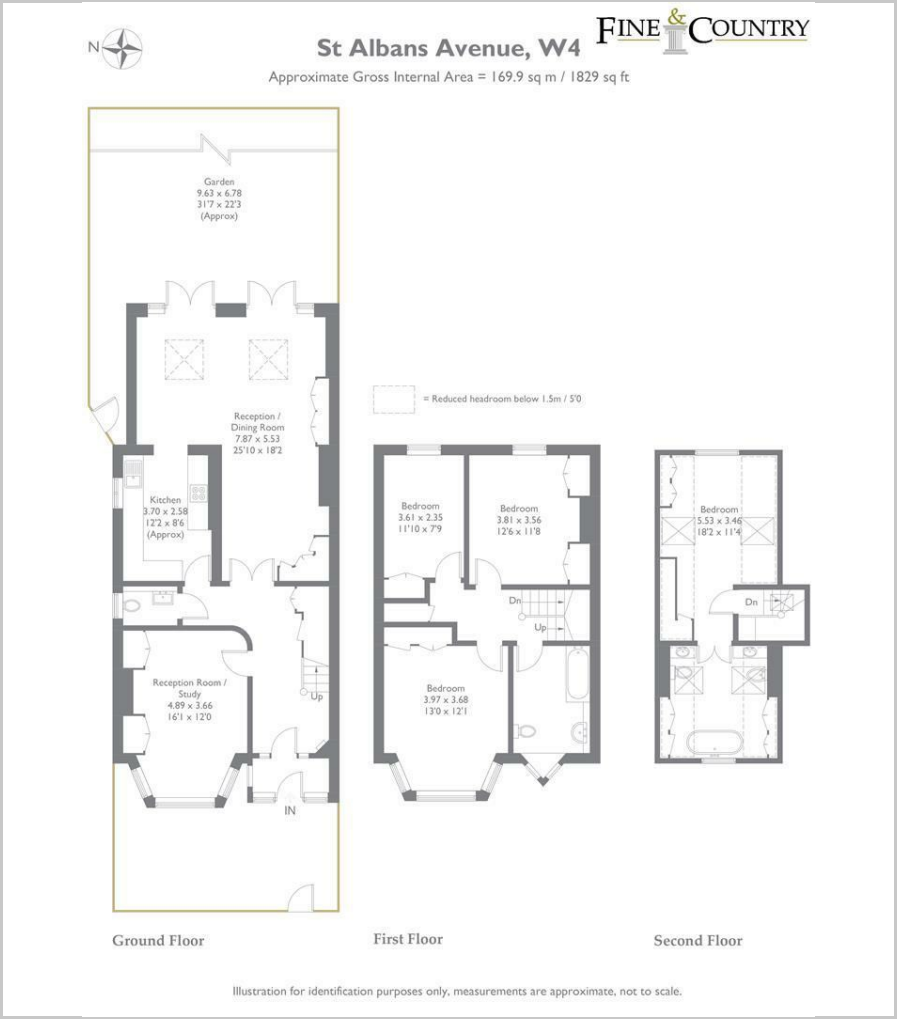 N
St Albans Avenue, W4
FINE & COUNTRY
Approximate Gross Internal Area = 169.9 sq m / 1829 sq ft
Garden
9.63 x 6.78
31'7 x 22'3
(Approx)
= Reduced headroom below 1.5m / 5'0
Reception /
Dining Room
7.87 x 5.53
25'10 x 18'2
Kitchen
3.70 x 2.58
12'2 x 8'6
(Approx)
Reception Room /
Study
4.89 x 3.66
16'1 x 12'0
Up
IN
Bedroom
3.61 x 2.35
11'10 x 7'9
Bedroom
3.81 x 3.56
12'6 x 11'8
Dn
Up
Bedroom
3.97 x 3.68
13'0 x 12'1
Bedroom
5.53 x 3.46
18'2 x 11'4
Dn
Ground Floor
First Floor
Second Floor
Illustration for identification purposes only, measurements are approximate, not to scale.